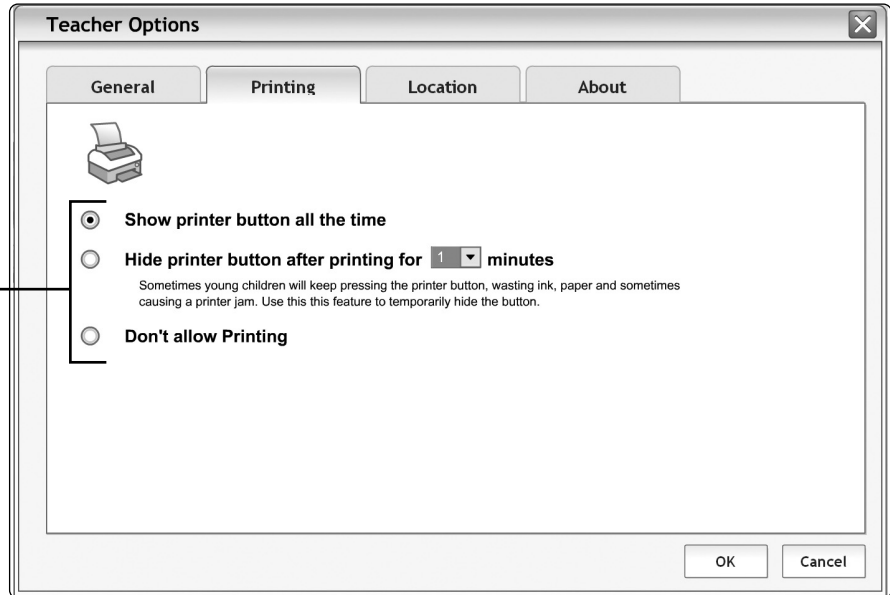 Teacher Options
General Printing Location About
Show printer button all the time
Hide printer button after printing for 1 minutes
Sometimes young children will keep pressing the printer button, wasting ink, paper and sometimes
causing a printer jam. Use this this feature to temporarily hide the button.
Don't allow Printing
OK Cancel